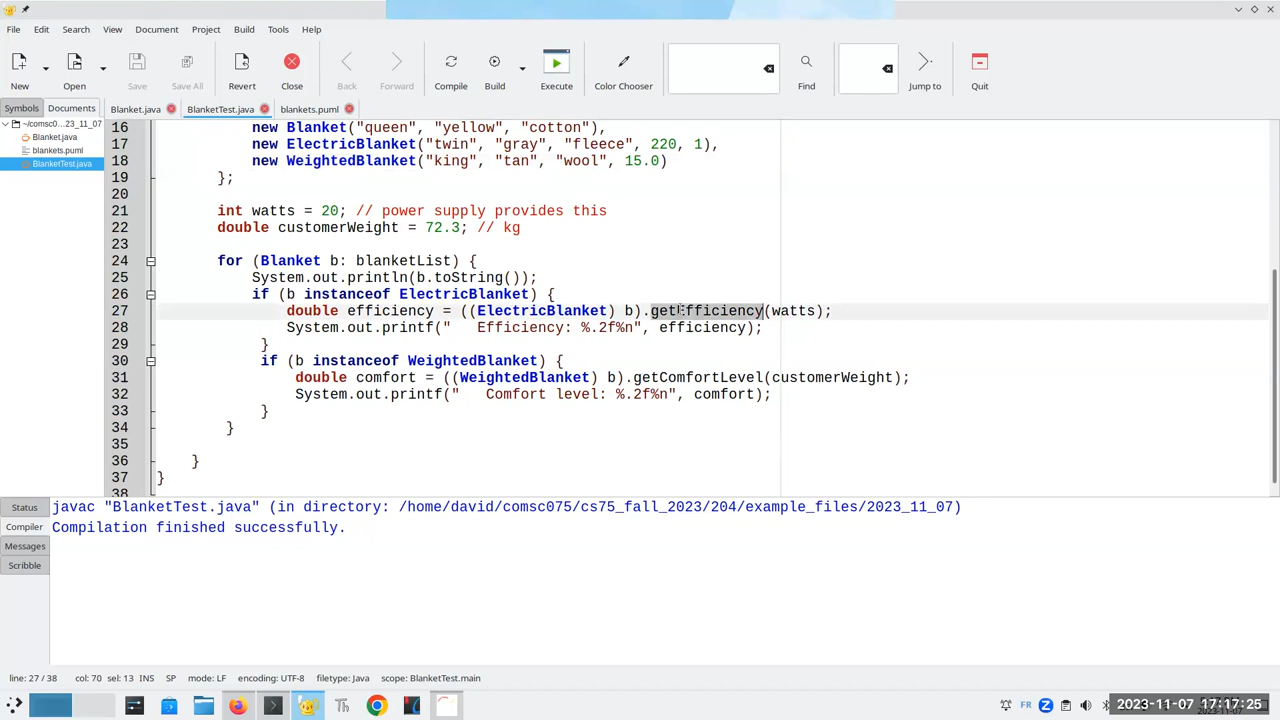 File Edit Search View Document Project Build Tools Help
New Open Save Save All Revert Close Back Forward Compile Build Execute Color Chooser Find Jump to Quit
Symbols Documents Blanket.java BlanketTest.java blankets.puml
~/comsc0...23_11_07
Blanket.java
blankets.puml
BlanketTest.java
16 new Blanket("queen", "yellow", "cotton"),
17 new ElectricBlanket("twin", "gray", "fleece", 220, 1),
18 new WeightedBlanket("king", "tan", "wool", 15.0)
19 };
20
21 int watts = 20; // power supply provides this
22 double customerWeight = 72.3; // kg
23
24 for (Blanket b: blanketList) {
25 System.out.println(b.toString());
26 if (b instanceof ElectricBlanket) {
27 double efficiency = ((ElectricBlanket) b).getEfficiency(watts);
28 System.out.printf("   Efficiency: %.2f%n", efficiency);
29 }
30 if (b instanceof WeightedBlanket) {
31 double comfort = ((WeightedBlanket) b).getComfortLevel(customerWeight);
32 System.out.printf("   Comfort level: %.2f%n", comfort);
33 }
34 }
35
36 }
37 }
38
Status
Compiler
Messages
Scribble
javac "BlanketTest.java" (in directory: /home/david/comsc075/cs75_fall_2023/204/example_files/2023_11_07)
Compilation finished successfully.
line: 27 / 38 col: 70 sel: 13 INS SP mode: LF encoding: UTF-8 filetype: Java scope: BlanketTest.main
FR Z 2023-11-07 17:17:25